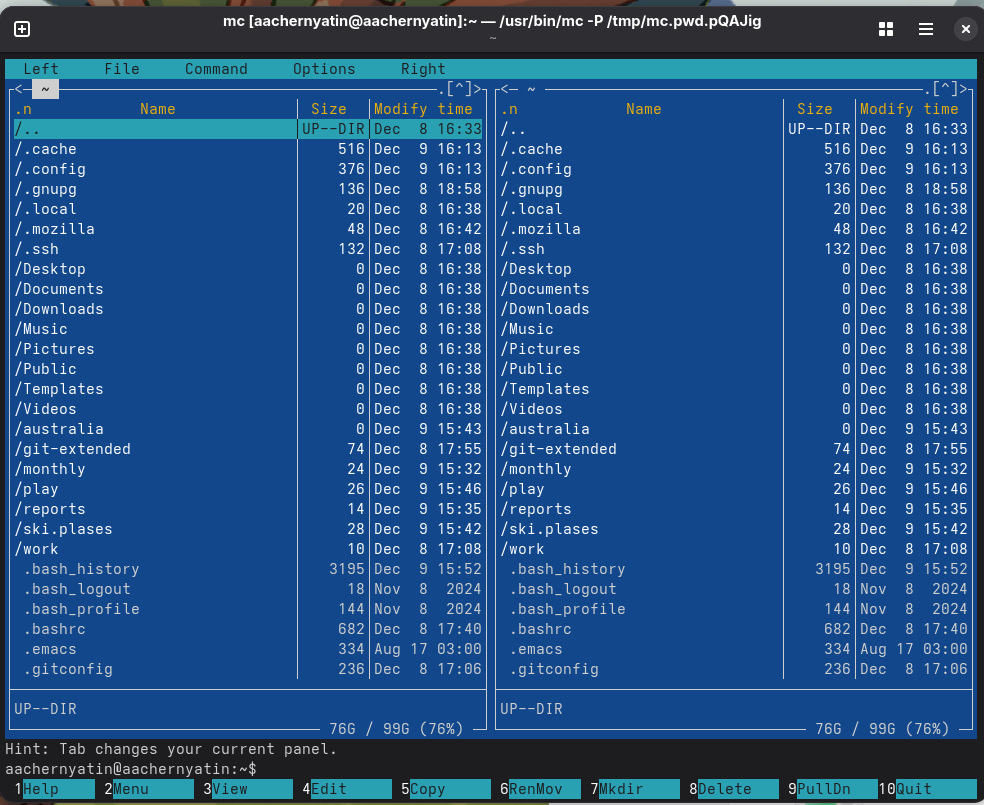 mc [aachernyatin@aachernyatin]:~ — /usr/bin/mc -P /tmp/mc.pwd.pQAJig
~
Left File Command Options Right
<─ ~ .[^]> <─ ~ .[^]>
.n Name Size Modify time .n Name Size Modify time
/.. UP--DIR Dec 8 16:33 /.. UP--DIR Dec 8 16:33
/.cache 516 Dec 9 16:13 /.cache 516 Dec 9 16:13
/.config 376 Dec 9 16:13 /.config 376 Dec 9 16:13
/.gnupg 136 Dec 8 18:58 /.gnupg 136 Dec 8 18:58
/.local 20 Dec 8 16:38 /.local 20 Dec 8 16:38
/.mozilla 48 Dec 8 16:42 /.mozilla 48 Dec 8 16:42
/.ssh 132 Dec 8 17:08 /.ssh 132 Dec 8 17:08
/Desktop 0 Dec 8 16:38 /Desktop 0 Dec 8 16:38
/Documents 0 Dec 8 16:38 /Documents 0 Dec 8 16:38
/Downloads 0 Dec 8 16:38 /Downloads 0 Dec 8 16:38
/Music 0 Dec 8 16:38 /Music 0 Dec 8 16:38
/Pictures 0 Dec 8 16:38 /Pictures 0 Dec 8 16:38
/Public 0 Dec 8 16:38 /Public 0 Dec 8 16:38
/Templates 0 Dec 8 16:38 /Templates 0 Dec 8 16:38
/Videos 0 Dec 8 16:38 /Videos 0 Dec 8 16:38
/australia 0 Dec 9 15:43 /australia 0 Dec 9 15:43
/git-extended 74 Dec 8 17:55 /git-extended 74 Dec 8 17:55
/monthly 24 Dec 9 15:32 /monthly 24 Dec 9 15:32
/play 26 Dec 9 15:46 /play 26 Dec 9 15:46
/reports 14 Dec 9 15:35 /reports 14 Dec 9 15:35
/ski.plases 28 Dec 9 15:42 /ski.plases 28 Dec 9 15:42
/work 10 Dec 8 17:08 /work 10 Dec 8 17:08
.bash_history 3195 Dec 9 15:52 .bash_history 3195 Dec 9 15:52
.bash_logout 18 Nov 8 2024 .bash_logout 18 Nov 8 2024
.bash_profile 144 Nov 8 2024 .bash_profile 144 Nov 8 2024
.bashrc 682 Dec 8 17:40 .bashrc 682 Dec 8 17:40
.emacs 334 Aug 17 03:00 .emacs 334 Aug 17 03:00
.gitconfig 236 Dec 8 17:06 .gitconfig 236 Dec 8 17:06
UP--DIR UP--DIR
76G / 99G (76%) 76G / 99G (76%)
Hint: Tab changes your current panel.
aachernyatin@aachernyatin:~$
1Help 2Menu 3View 4Edit 5Copy 6RenMov 7Mkdir 8Delete 9PullDn 10Quit